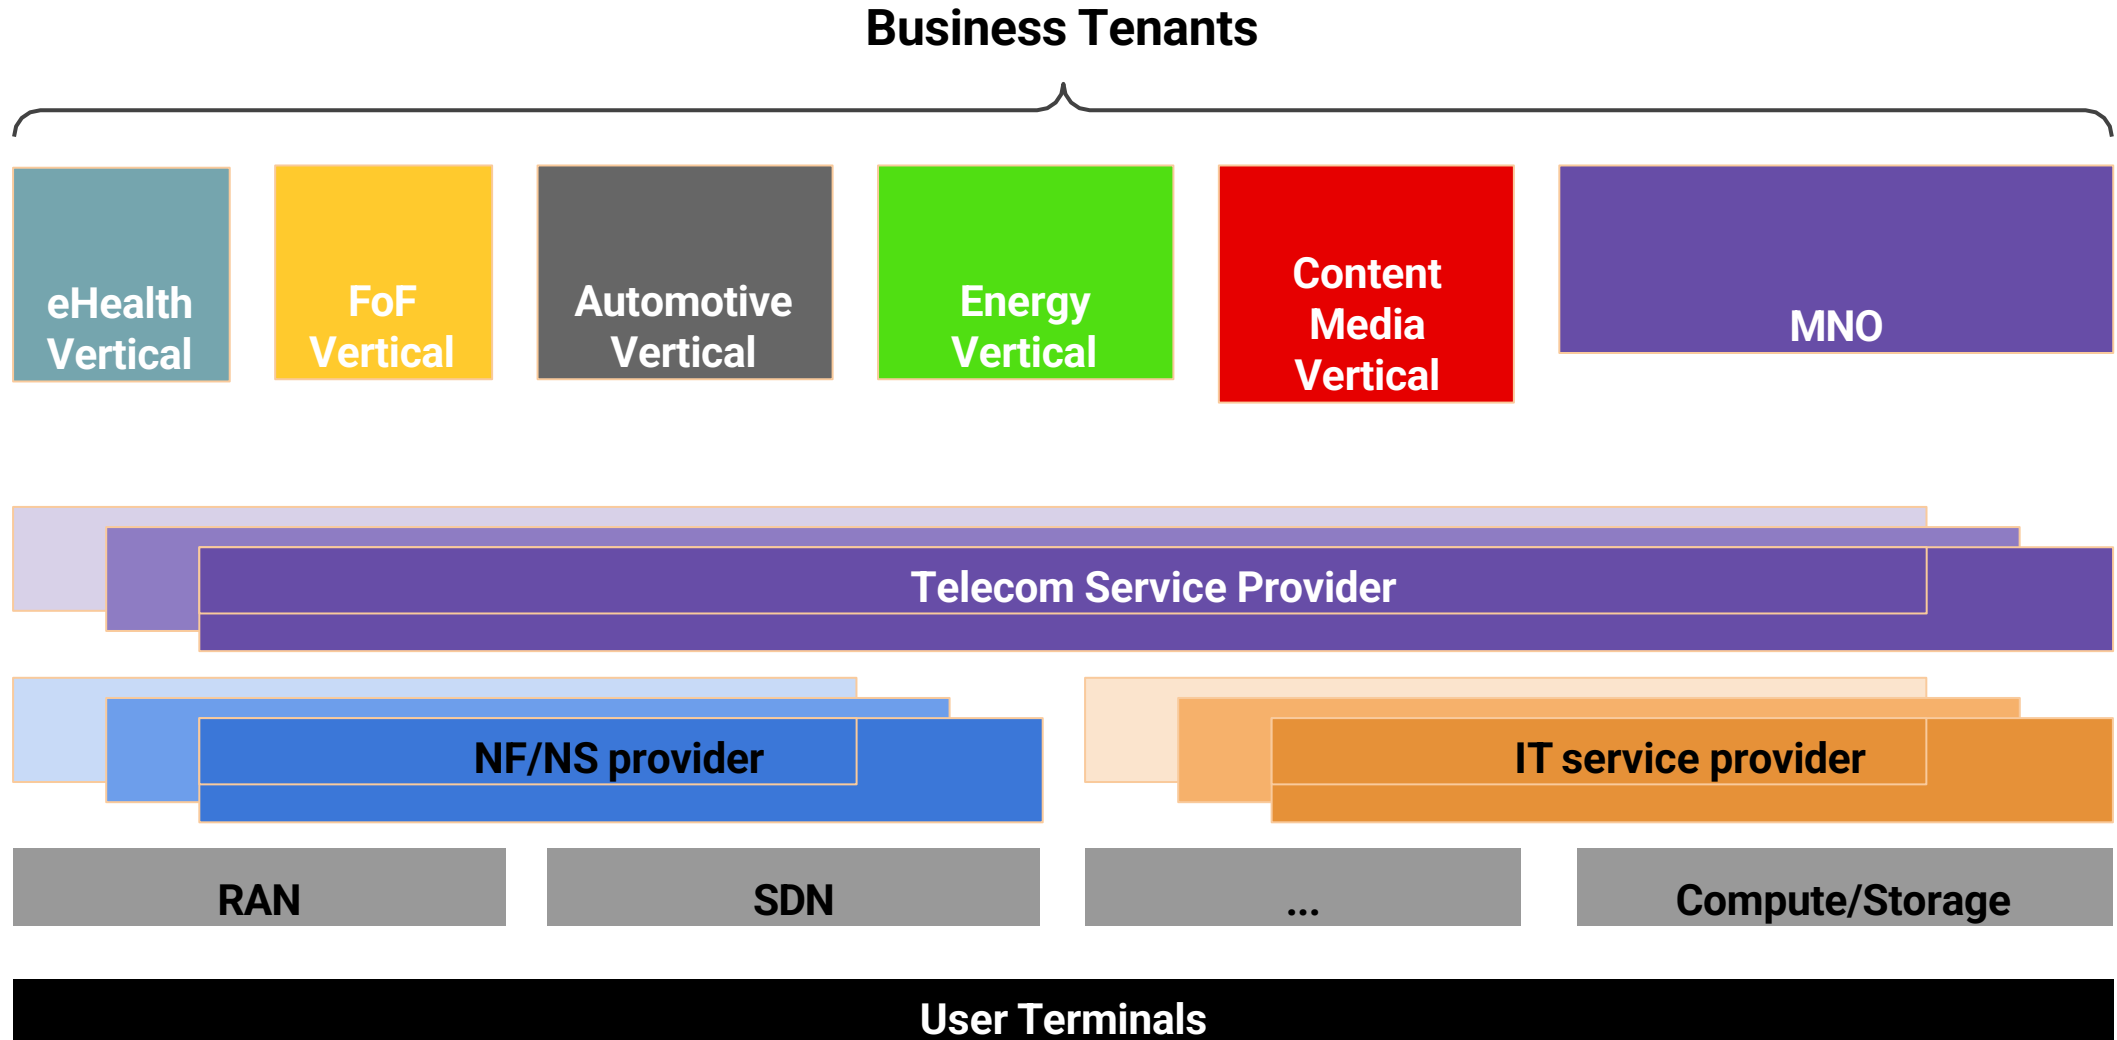 Business Tenants
eHealth
Vertical
FoF
Vertical
Automotive
Vertical
Energy
Vertical
Content
Media
Vertical
MNO
Telecom Service Provider
NF/NS provider
IT service provider
RAN
SDN
...
Compute/Storage
User Terminals